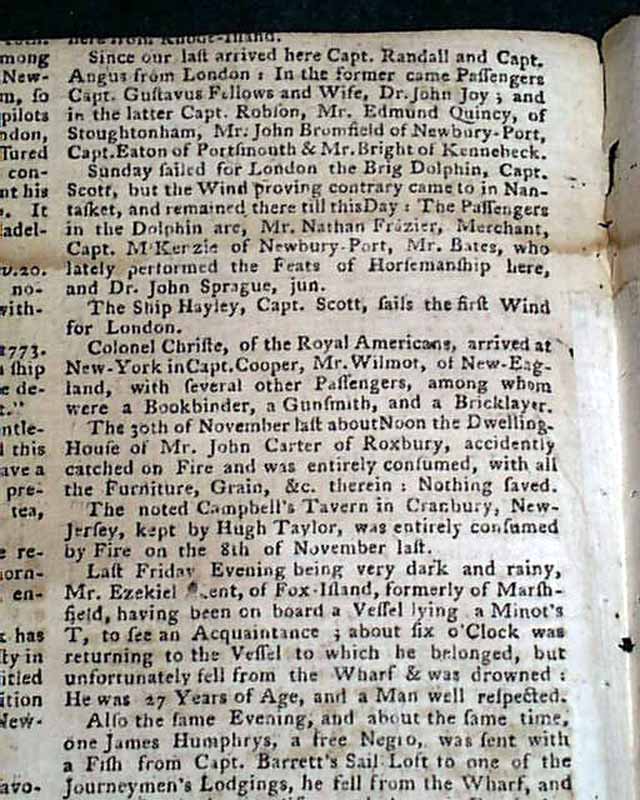 here from Rhode-Island.
Since our laſt arrived here Capt. Randall and Capt.
Angus from London : In the former came Paſſengers
Capt. Guſtavus Fellows and Wife, Dr. John Joy ; and
in the latter Capt. Robſon, Mr. Edmund Quincy, of
Stoughtonham, Mr. John Bromfield of Newbury-Port,
Capt.Eaton of Portſmouth & Mr.Bright of Kennebeck.
Sunday ſailed for London the Brig Dolphin, Capt.
Scott, but the Wind proving contrary came to in Nan-
taſket, and remained there till thisDay : The Paſſengers
in the Dolphin are, Mr. Nathan Frazier, Merchant,
Capt. M'Kerzie of Newbury-Port, Mr. Bates, who
lately performed the Feats of Horſemanſhip here,
and Dr. John Sprague, jun.
The Ship Hayley, Capt. Scott, ſails the firſt Wind
for London.
Colonel Chriſte, of the Royal Americans, arrived at
New-York in Capt.Cooper, Mr.Wilmot, of New-Eng-
land, with ſeveral other Paſſengers, among whom
were a Bookbinder, a Gunſmith, and a Bricklayer.
The 30th of November laſt aboutNoon the Dwelling-
Houſe of Mr. John Carter of Roxbury, accidently
catched on Fire and was entirely conſumed, with all
the Furniture, Grain, &c. therein : Nothing ſaved.
The noted Campbell's Tavern in Cranbury, New-
Jerſey, kept by Hugh Taylor, was entirely conſumed
by Fire on the 8th of November laſt.
Laſt Friday Evening being very dark and rainy,
Mr. Ezekiel of Fox-Iſland, formerly of Marſh-
field, having been on board a Veſſel lying a Minot's
T, to ſee an Acquaintance ; about ſix o'Clock was
returning to the Veſſel to which he belonged, but
unfortunately fell from the Wharf & was drowned :
He was 27 Years of Age, and a Man well reſpected.
Alſo the ſame Evening, and about the ſame time,
one James Humphrys, a free Negro, was ſent with
a Fiſh from Capt. Barrett's Sail Loft to one of the
Journeymen's Lodgings, he fell from the Wharf, and